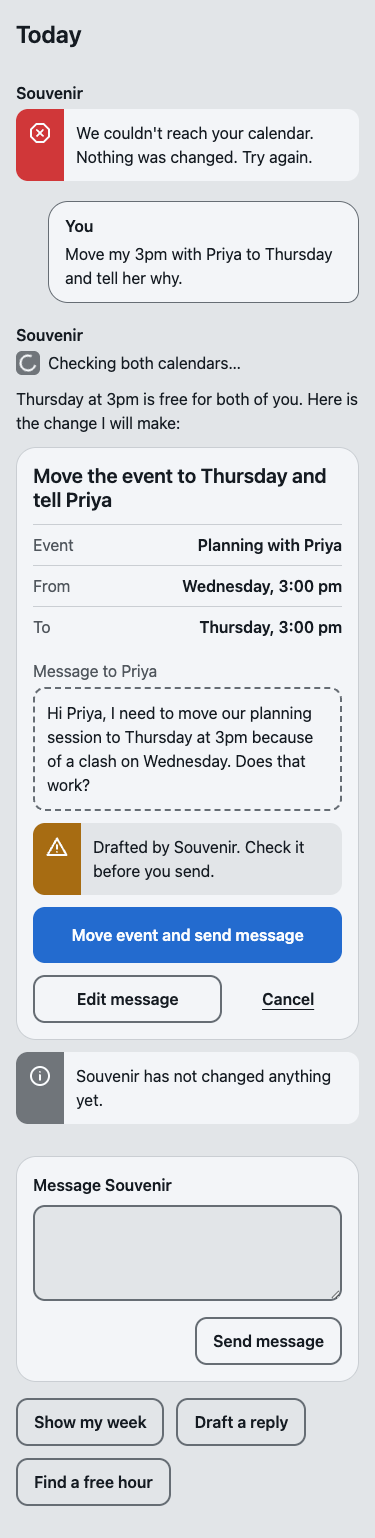 Today
Souvenir
We couldn't reach your calendar.
Nothing was changed. Try again.
You
Move my 3pm with Priya to Thursday
and tell her why.
Souvenir
Checking both calendars...
Thursday at 3pm is free for both of you. Here is
the change I will make:
Move the event to Thursday and
tell Priya
Event Planning with Priya
From Wednesday, 3:00 pm
To Thursday, 3:00 pm
Message to Priya
Hi Priya, I need to move our planning
session to Thursday at 3pm because
of a clash on Wednesday. Does that
work?
Drafted by Souvenir. Check it
before you send.
Move event and send message
Edit message Cancel
Souvenir has not changed anything
yet.
Message Souvenir
Send message
Show my week Draft a reply
Find a free hour